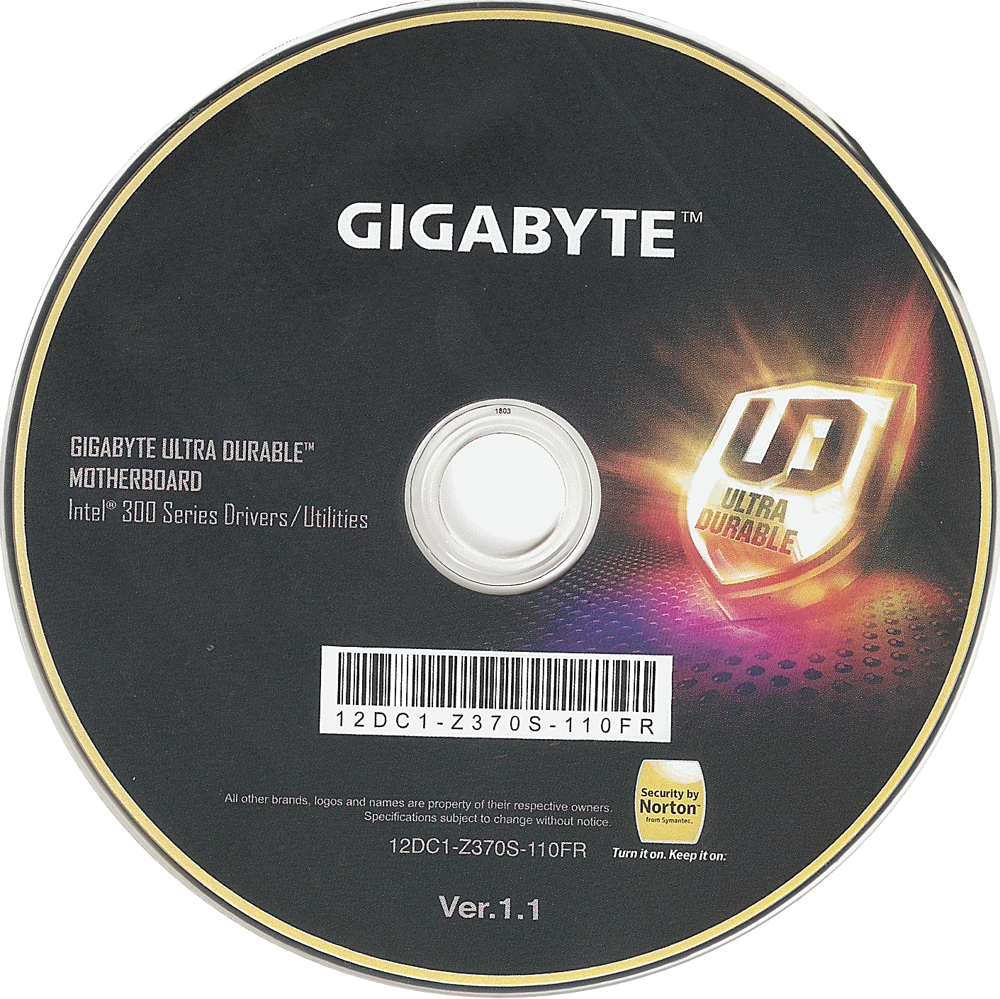 GIGABYTE™
1803
GIGABYTE ULTRA DURABLE™
MOTHERBOARD
Intel® 300 Series Drivers/Utilities
UD
ULTRA
DURABLE
12DC1-Z370S-110FR
Security by
Norton™
from Symantec.
All other brands, logos and names are property of their respective owners.
Specifications subject to change without notice.
12DC1-Z370S-110FR
Turn it on. Keep it on.
Ver.1.1